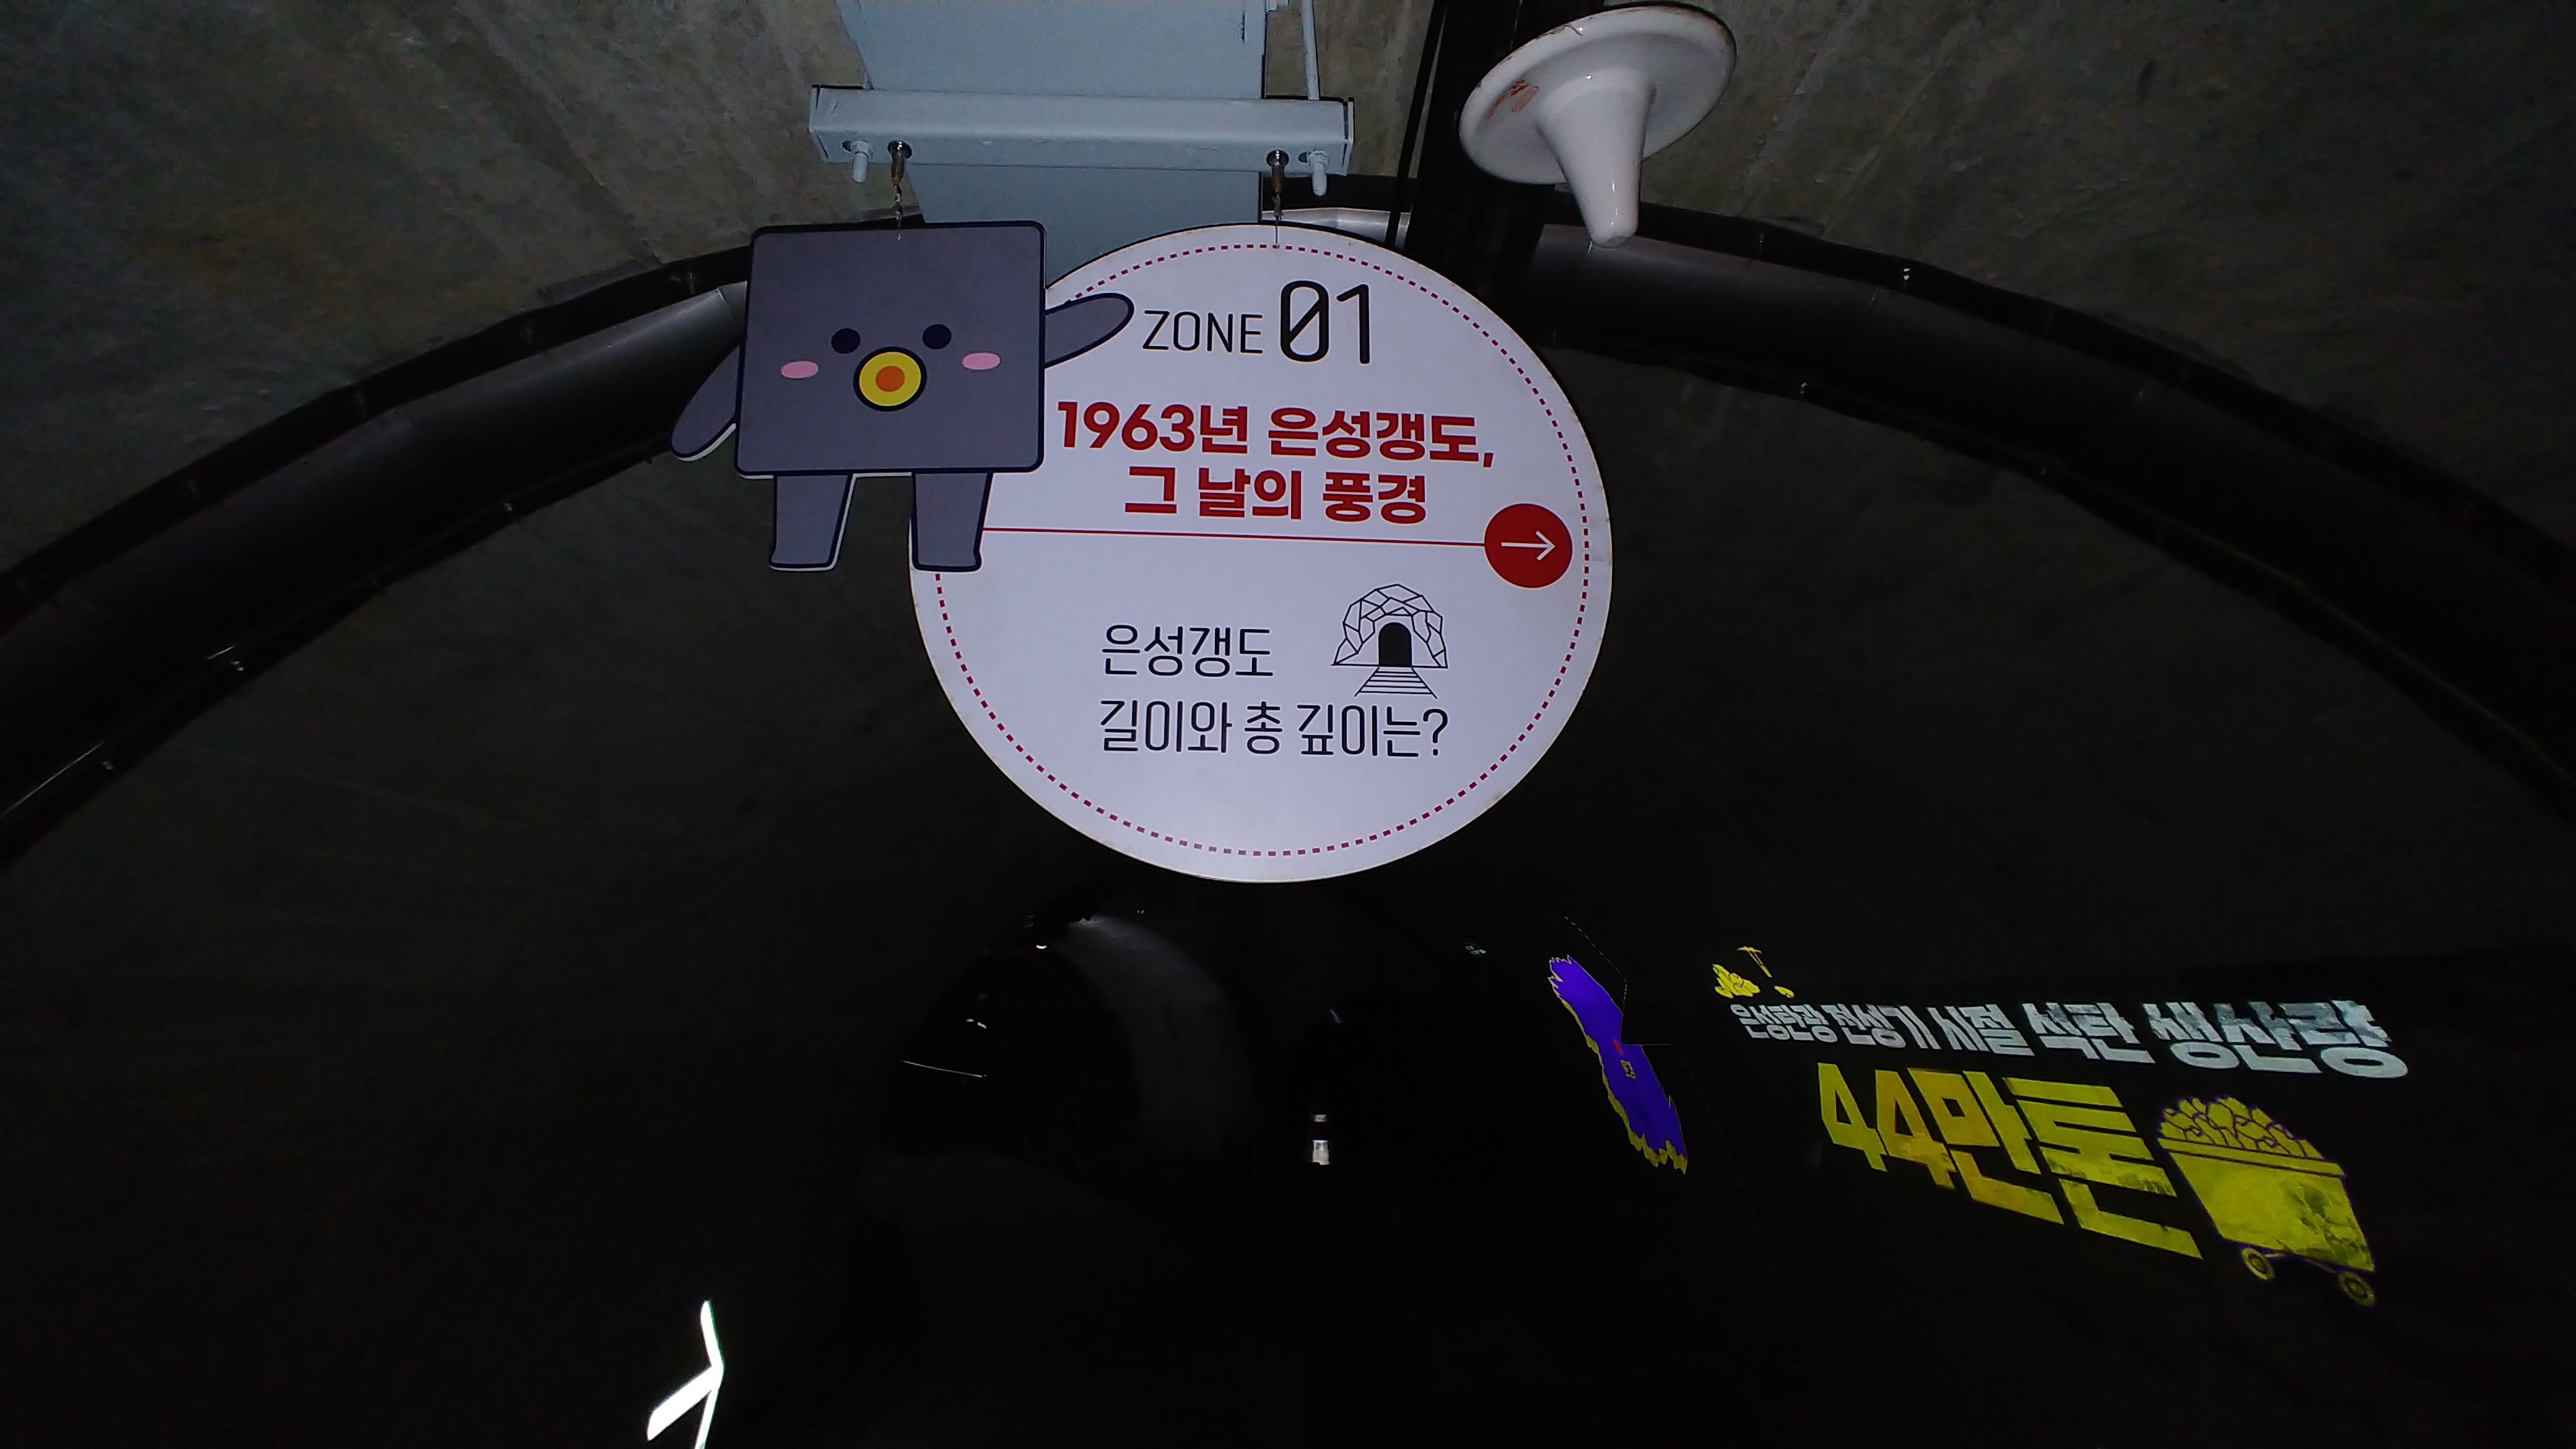 ZONE 01
1963년 은성갱도,
그 날의 풍경
은성갱도
길이와 총 깊이는?
은성탄광 전성기 시절 석탄 생산량
44만톤